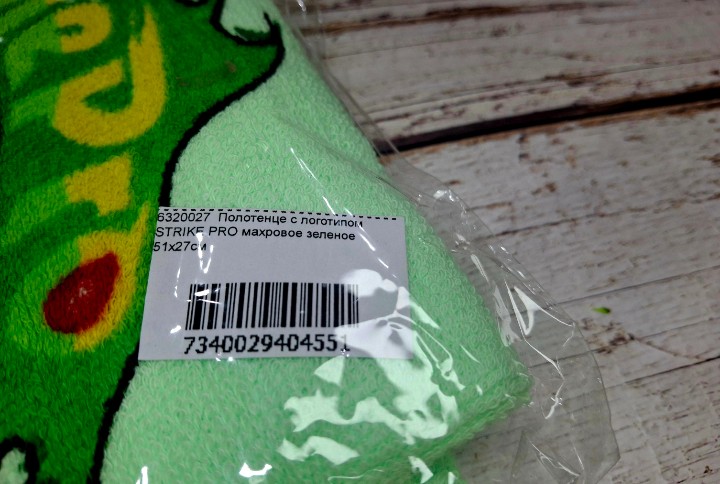 6320027 Полотенце с логотипом
STRIKE PRO махровое зеленое
51x27см
7340029404551